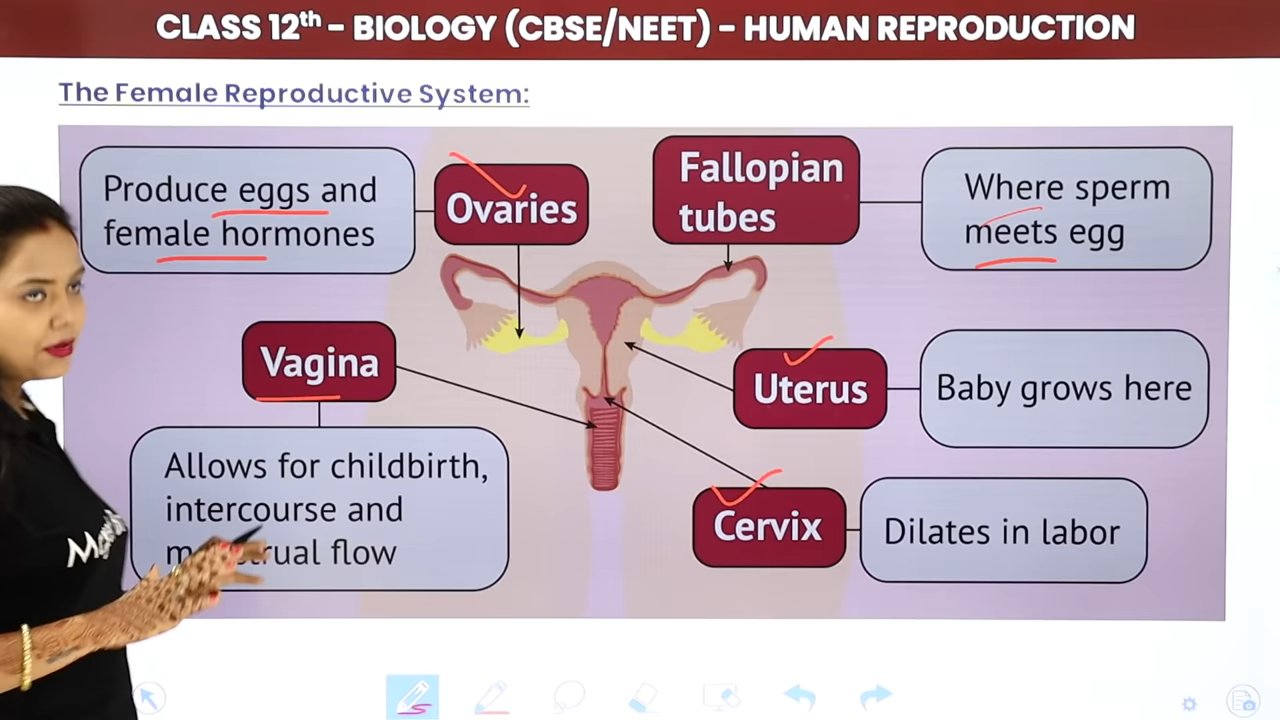 CLASS 12th - BIOLOGY (CBSE/NEET) - HUMAN REPRODUCTION
The Female Reproductive System:
Produce eggs and
female hormones
Ovaries
Fallopian
tubes
Where sperm
meets egg
Vagina
Allows for childbirth,
intercourse and
flow
Uterus
Baby grows here
Cervix
Dilates in labor